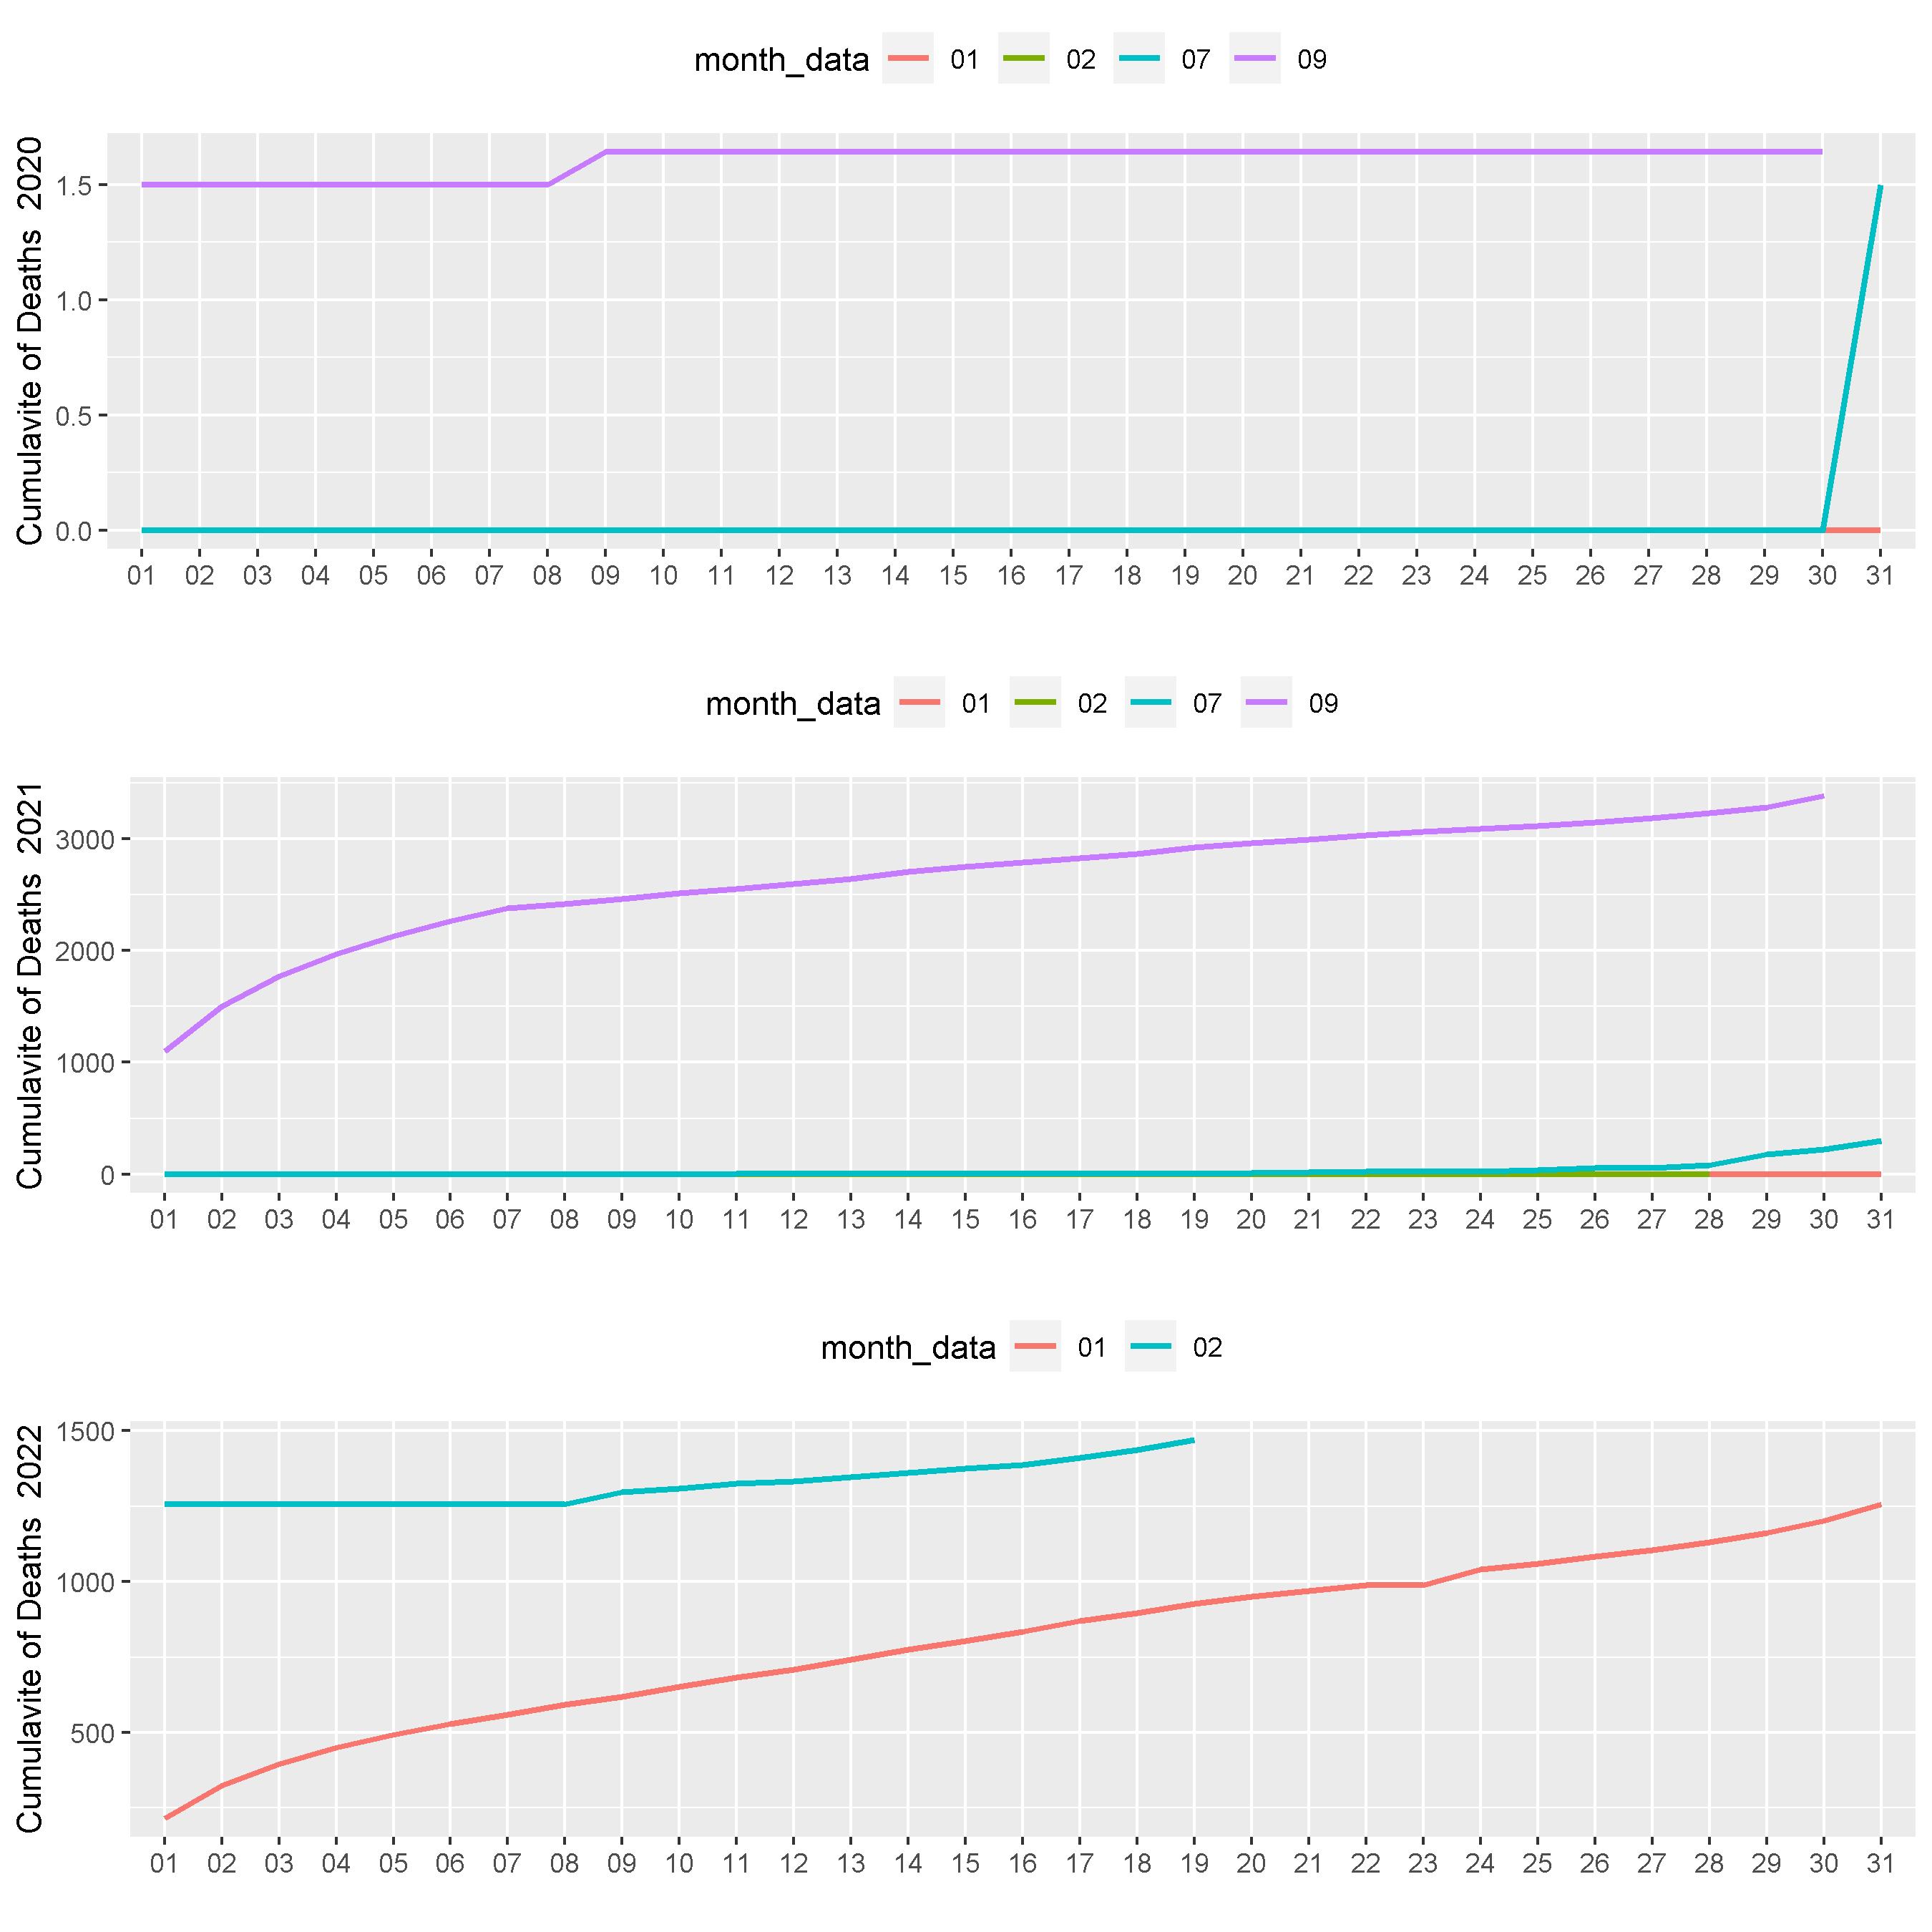 month_data 01 02 07 09
Cumulavite of Deaths 2020
1.5
1.0
0.5
0.0
01 02 03 04 05 06 07 08 09 10 11 12 13 14 15 16 17 18 19 20 21 22 23 24 25 26 27 28 29 30 31
month_data 01 02 07 09
Cumulavite of Deaths 2021
3000
2000
1000
0
01 02 03 04 05 06 07 08 09 10 11 12 13 14 15 16 17 18 19 20 21 22 23 24 25 26 27 28 29 30 31
month_data 01 02
Cumulavite of Deaths 2022
1500
1000
500
01 02 03 04 05 06 07 08 09 10 11 12 13 14 15 16 17 18 19 20 21 22 23 24 25 26 27 28 29 30 31